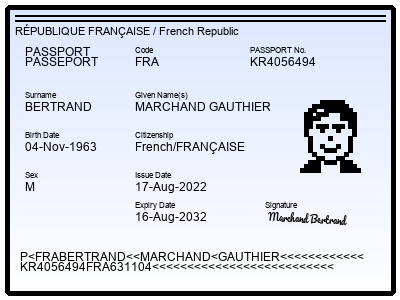 RÉPUBLIQUE FRANÇAISE / French Republic
PASSPORT
PASSEPORT
Code
FRA
PASSPORT No.
KR4056494
Surname
BERTRAND
Given Name(s)
MARCHAND GAUTHIER
Birth Date
04-Nov-1963
Citizenship
French/FRANÇAISE
Sex
M
Issue Date
17-Aug-2022
Expiry Date
16-Aug-2032
Signature
Marchand Bertrand
P<FRABERTRAND<<MARCHAND<GAUTHIER<<<<<<<<<<<<
KR4056494FRA631104<<<<<<<<<<<<<<<<<<<<<<<<<<